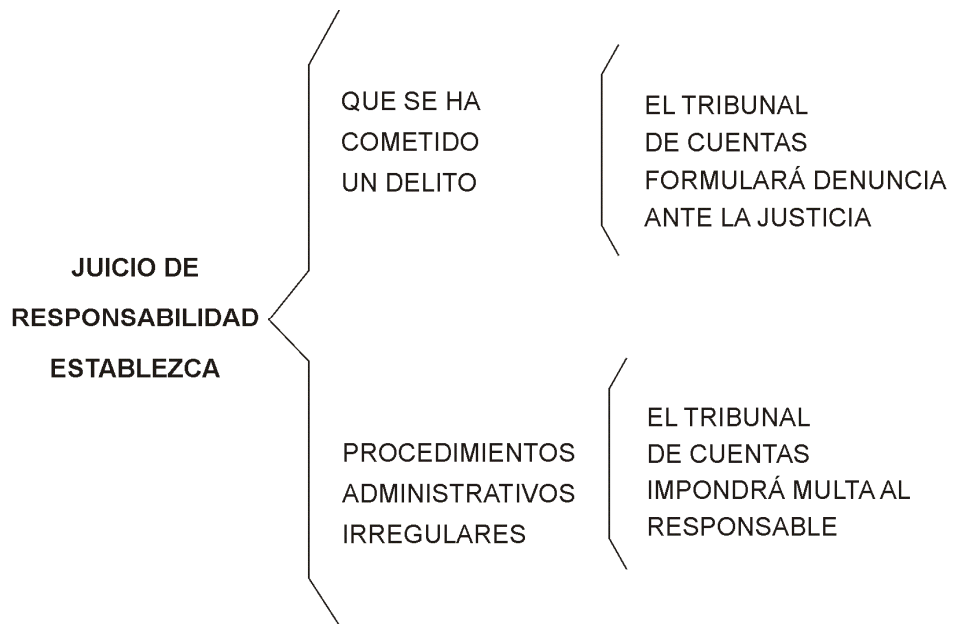 JUICIO DE
RESPONSABILIDAD
ESTABLEZCA
QUE SE HA
COMETIDO
UN DELITO
EL TRIBUNAL
DE CUENTAS
FORMULARÁ DENUNCIA
ANTE LA JUSTICIA
PROCEDIMIENTOS
ADMINISTRATIVOS
IRREGULARES
EL TRIBUNAL
DE CUENTAS
IMPONDRÁ MULTA AL
RESPONSABLE